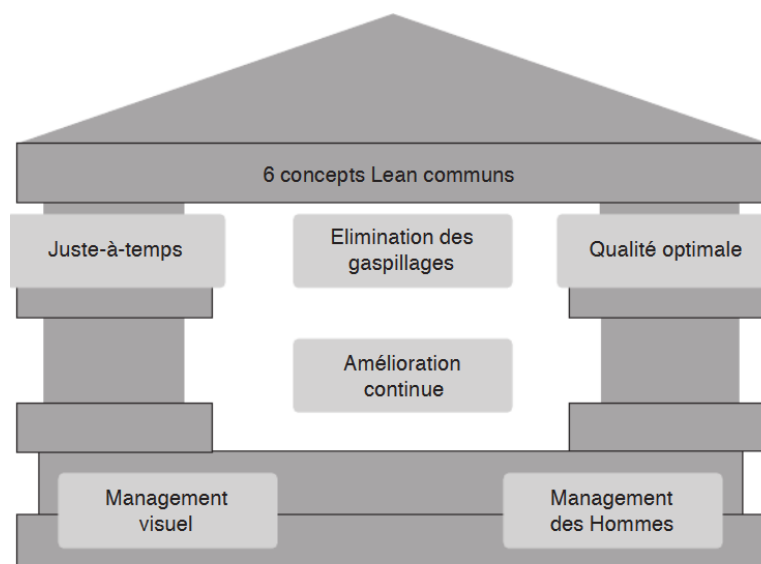 6 concepts Lean communs
Juste-à-temps
Elimination des
gaspillages
Qualité optimale
Amélioration
continue
Management
visuel
Management
des Hommes